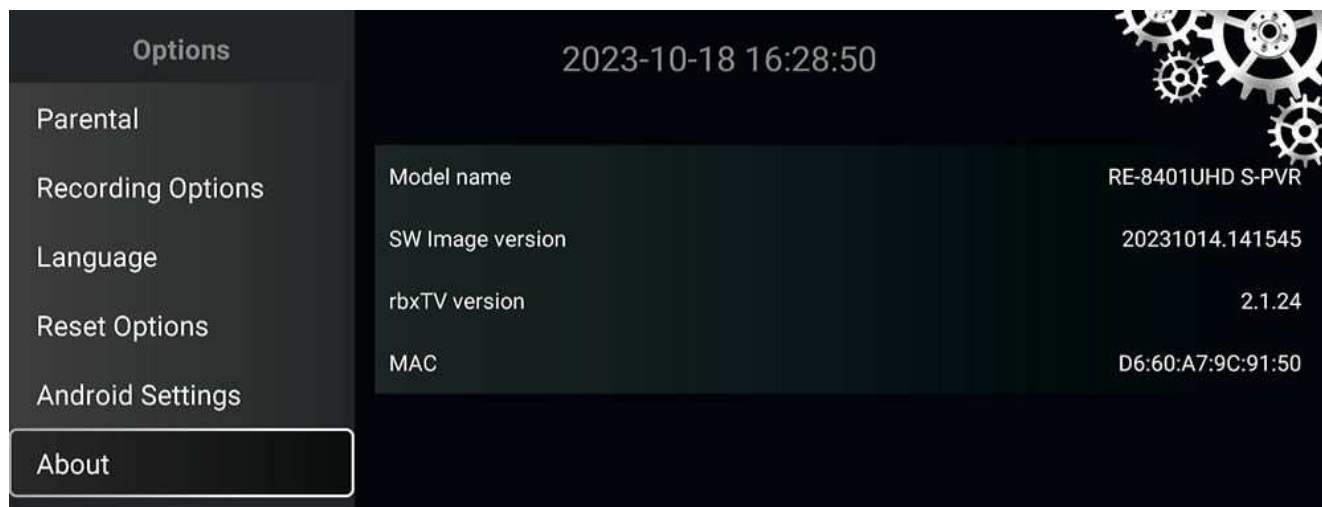 Options
Parental
Recording Options
Language
Reset Options
Android Settings
About
2023-10-18 16:28:50
Model name RE-8401UHD S-PVR
SW Image version 20231014.141545
rbxTV version 2.1.24
MAC D6:60:A7:9C:91:50